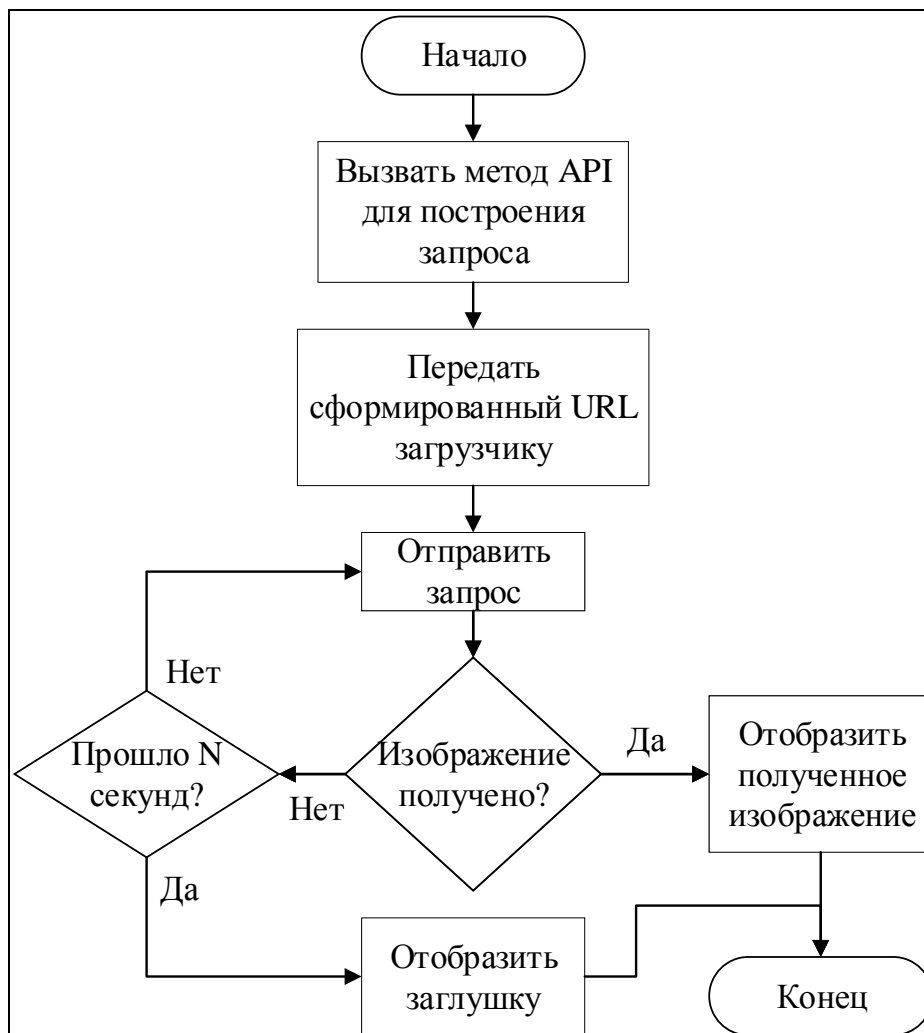 Начало
Вызвать метод API
для построения
запроса
Передать
сформированный URL
загрузчику
Отправить
запрос
Нет
Прошло N
секунд?
Нет
Изображение
получено?
Да
Отобразить
полученное
изображение
Да
Отобразить
заглушку
Конец